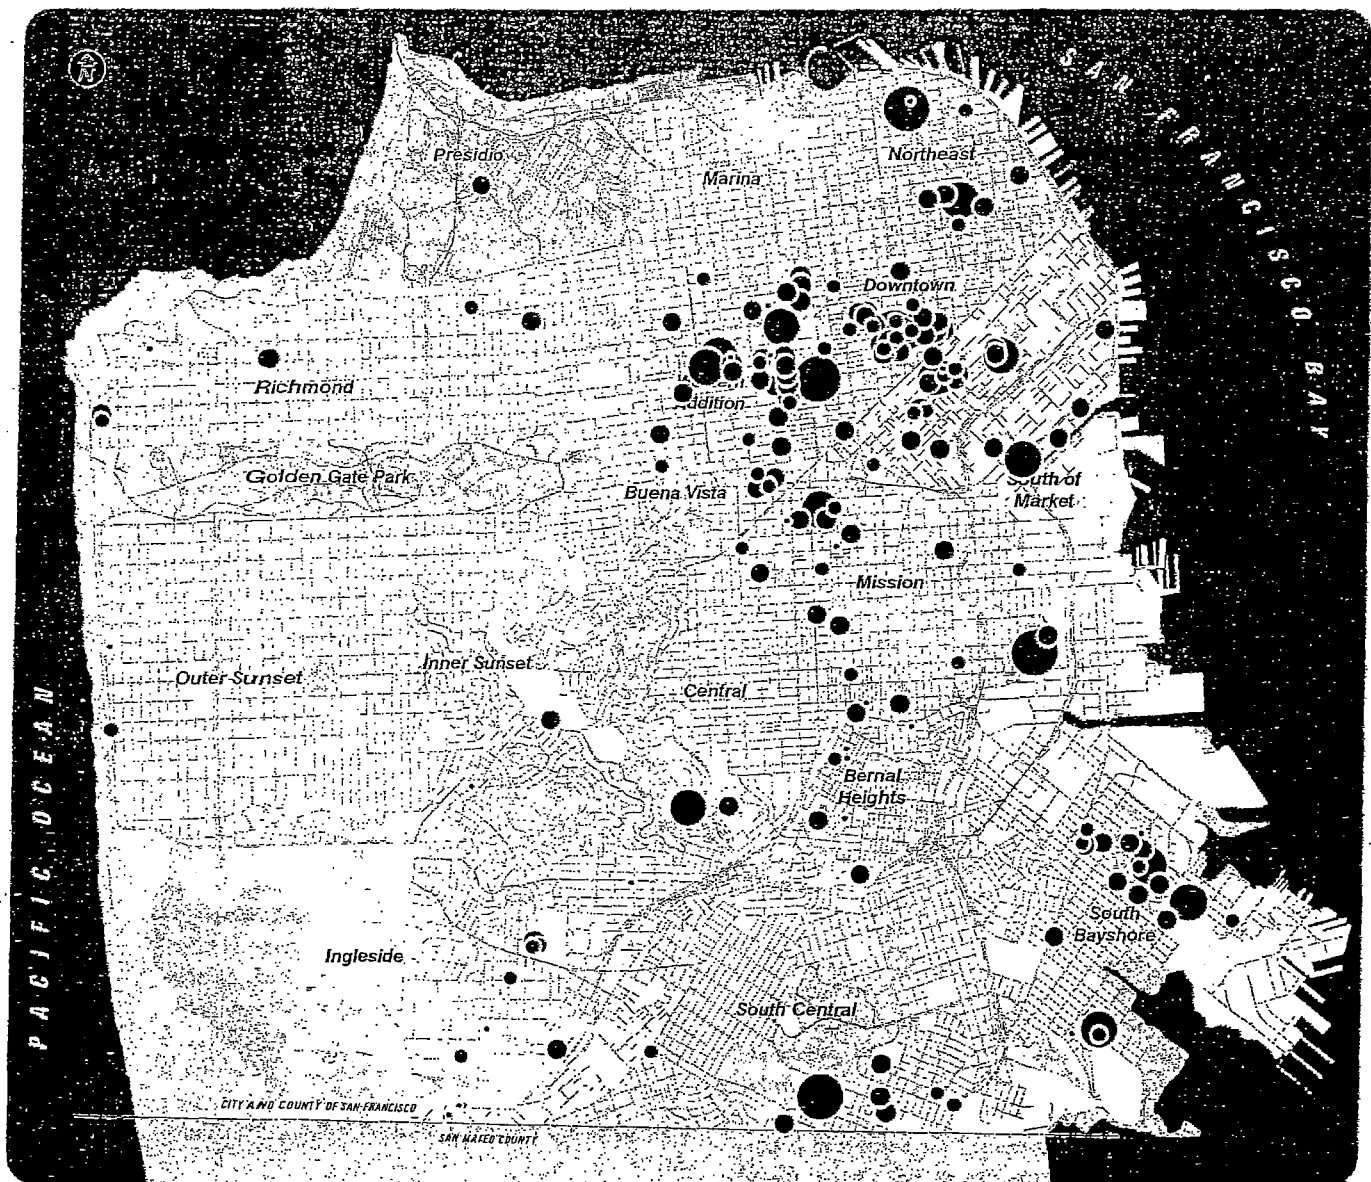 N
SAN FRANCISCO BAY
Presidio
Northeast
Marina
Downtown
Richmond
Addition
Golden Gate Park
Buena Vista
South of
Market
Mission
Inner Sunset
Outer Sunset
Central
PACIFIC OCEAN
Bernal
Heights
South
Bayshore
Ingleside
South Central
CITY AND COUNTY OF SAN FRANCISCO
SAN MATEO COUNTY